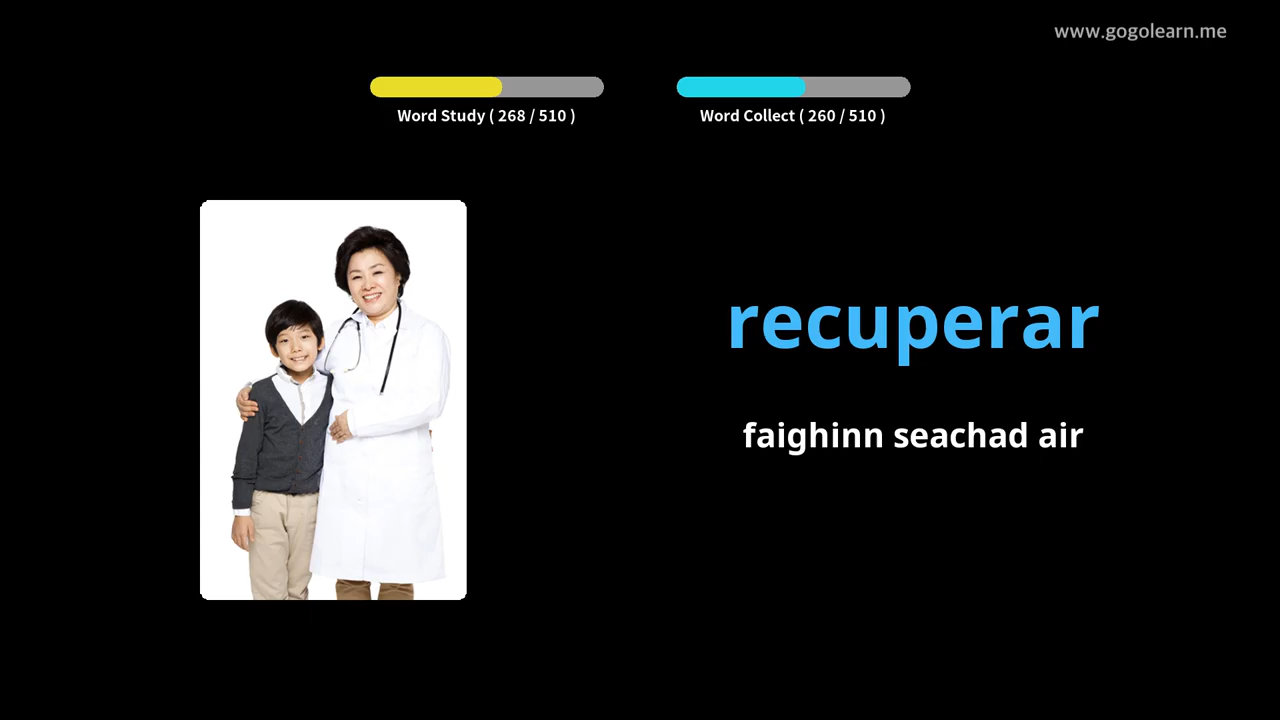 www.gogolearn.me
Word Study ( 268 / 510 )
Word Collect ( 260 / 510 )
recuperar
faighinn seachad air